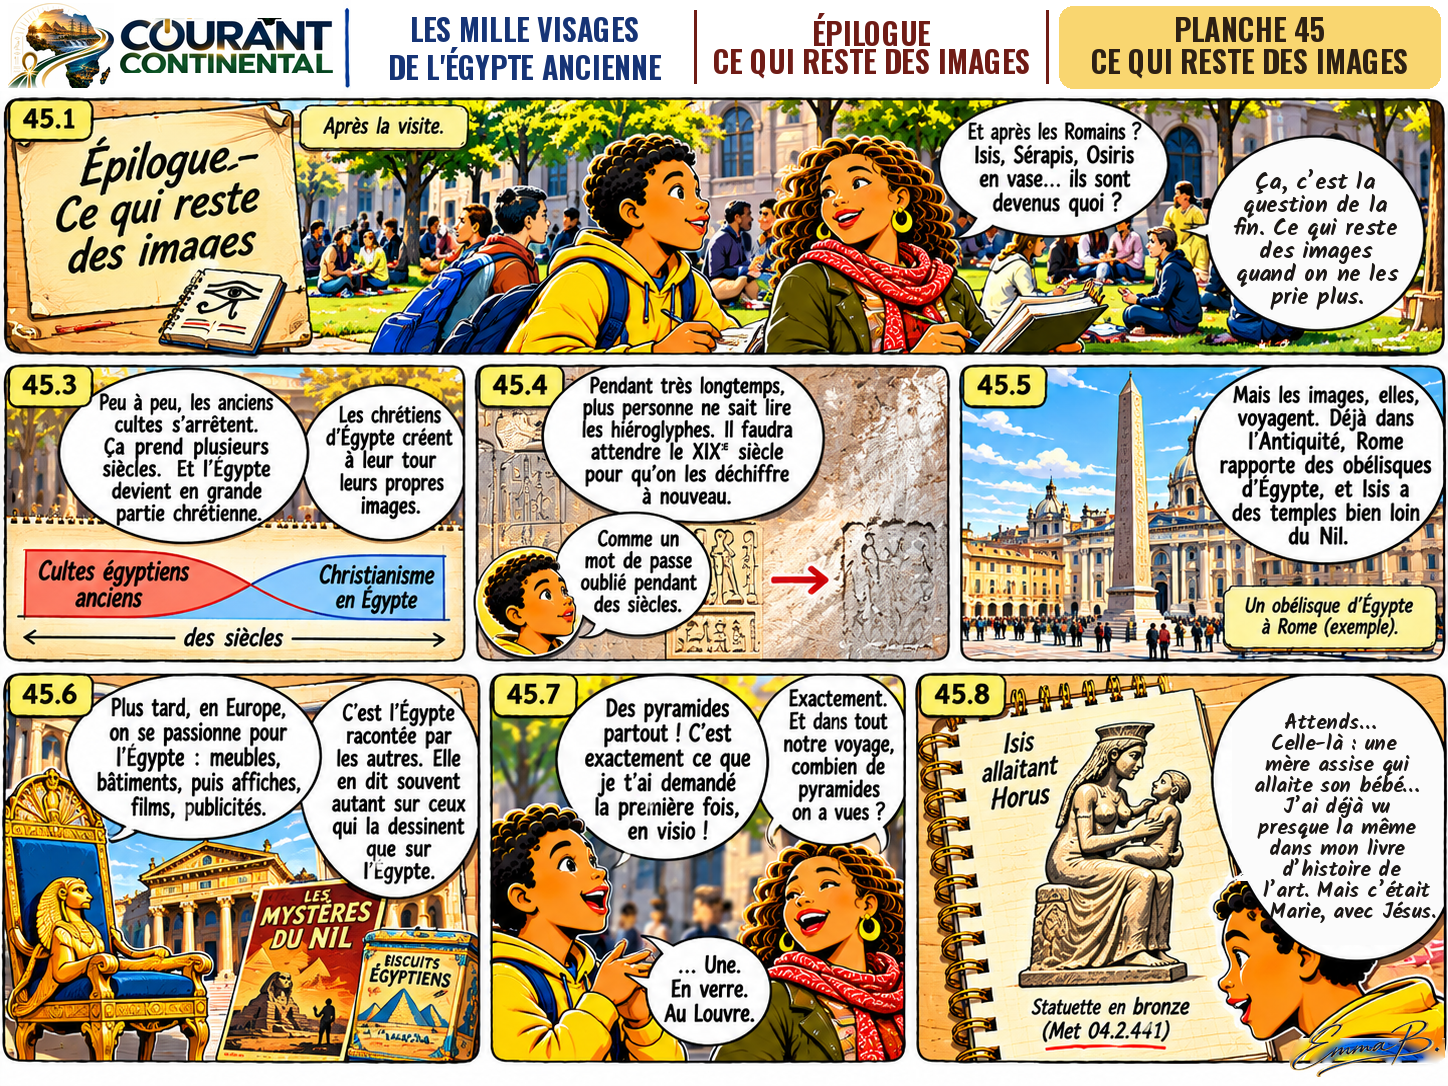 COURANT
CONTINENTAL
LES MILLE VISAGES
DE L'ÉGYPTE ANCIENNE
ÉPILOGUE
CE QUI RESTE DES IMAGES
PLANCHE 45
CE QUI RESTE DES IMAGES
45.1
Épilogue.–
Ce qui reste
des images
Après la visite.
Et après les Romains ?
Isis, Sérapis, Osiris
en vase... ils sont
devenus quoi ?
Ça, c'est la
question de la
fin. Ce qui reste
des images
quand on ne les
prie plus.
45.3
Peu à peu, les anciens
cultes s'arrêtent.
Ça prend plusieurs
siècles. Et l'Égypte
devient en grande
partie chrétienne.
Les chrétiens
d'Égypte créent
à leur tour
leurs propres
images.
Cultes égyptiens
anciens
Christianisme
en Égypte
des siècles
45.4
Pendant très longtemps,
plus personne ne sait lire
les hiéroglyphes. Il faudra
attendre le XIXᵉ siècle
pour qu'on les déchiffre
à nouveau.
Comme un
mot de passe
oublié pendant
des siècles.
45.5
Mais les images, elles,
voyagent. Déjà dans
l'Antiquité, Rome
rapporte des obélisques
d'Égypte, et Isis a
des temples bien loin
du Nil.
Un obélisque d'Égypte
à Rome (exemple).
45.6
Plus tard, en Europe,
on se passionne pour
l'Égypte : meubles,
bâtiments, puis affiches,
films, publicités.
C'est l'Égypte
racontée par
les autres. Elle
en dit souvent
autant sur ceux
qui la dessinent
que sur
l'Égypte.
LES
MYSTÈRES
DU NIL
BISCUITS
ÉGYPTIENS
45.7
Des pyramides
partout ! C'est
exactement ce que
je t'ai demandé
la première fois,
en visio !
Exactement.
Et dans tout
notre voyage,
combien de
pyramides
on a vues ?
... Une.
En verre.
Au Louvre.
45.8
Isis
allaitant
Horus
Statuette en bronze
(Met 04.2.441)
Attends...
Celle-là : une
mère assise qui
allaite son bébé...
J'ai déjà vu
presque la même
dans mon livre
d'histoire de
l'art. Mais c'était
Marie, avec Jésus.
Emma B.